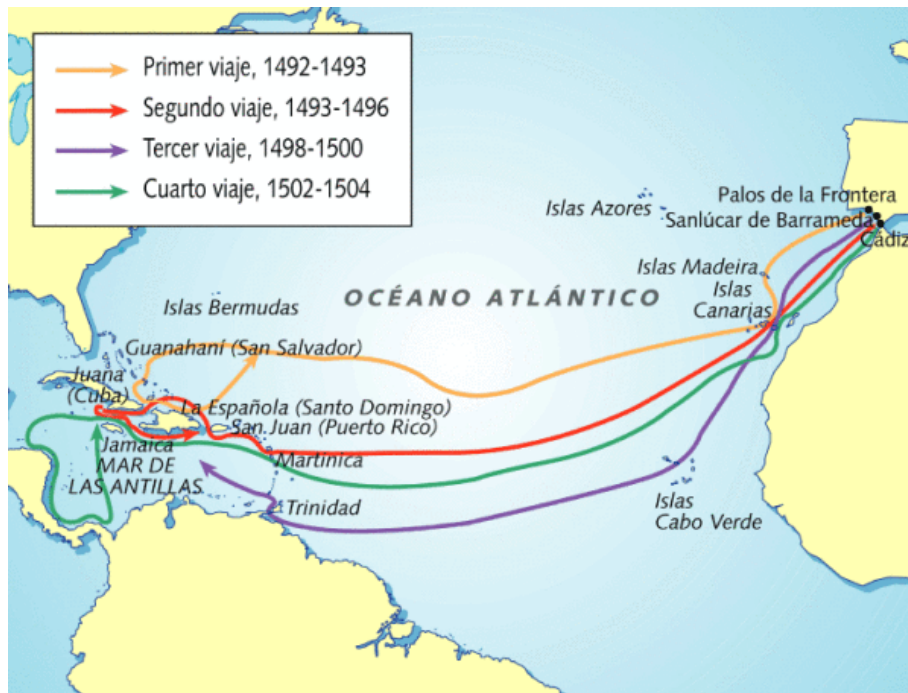 Primer viaje, 1492-1493
Segundo viaje, 1493-1496
Tercer viaje, 1498-1500
Cuarto viaje, 1502-1504
Palos de la Frontera
Islas Azores
Sanlúcar de Barrameda
Cádiz
Islas Madeira
Islas
Canarias
OCÉANO ATLÁNTICO
Islas Bermudas
Guanahaní (San Salvador)
Juana
(Cuba)
La Española (Santo Domingo)
San Juan (Puerto Rico)
Jamaica
MAR DE
LAS ANTILLAS
Martinica
Trinidad
Islas
Cabo Verde